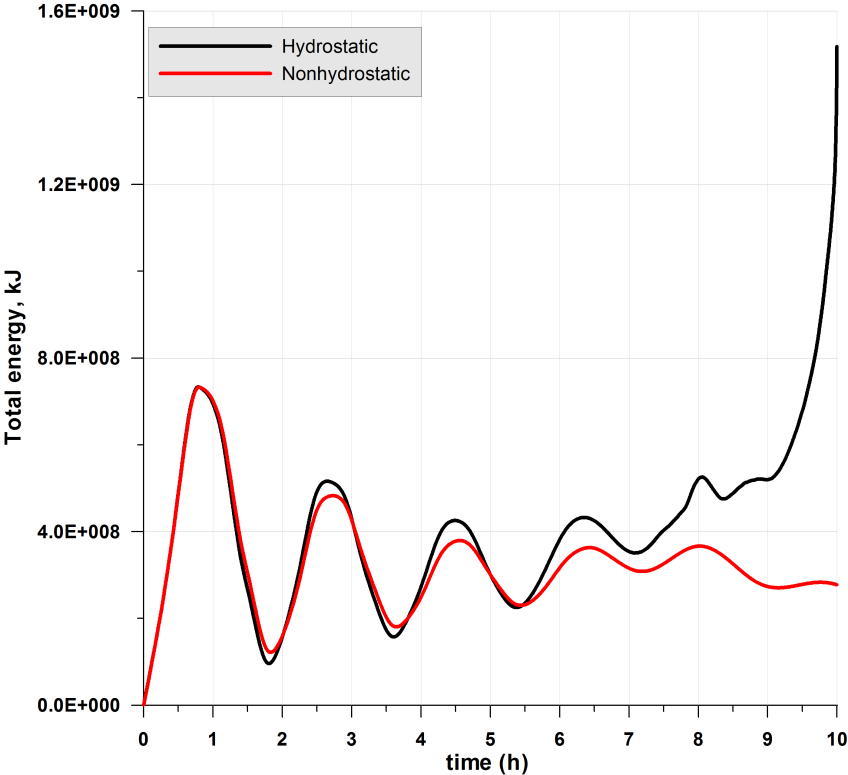 1.6E+009
Hydrostatic
Nonhydrostatic
1.2E+009
8.0E+008
4.0E+008
0.0E+000
Total energy, kJ
0 1 2 3 4 5 6 7 8 9 10
time (h)